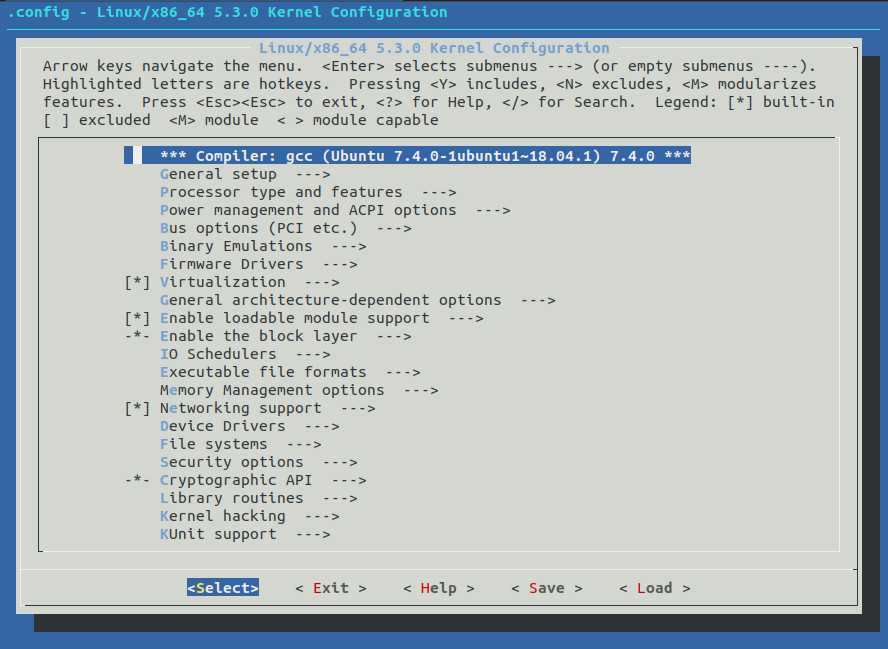 .config - Linux/x86_64 5.3.0 Kernel Configuration
Linux/x86_64 5.3.0 Kernel Configuration
Arrow keys navigate the menu.  <Enter> selects submenus ---> (or empty submenus ----).
Highlighted letters are hotkeys.  Pressing <Y> includes, <N> excludes, <M> modularizes
features.  Press <Esc><Esc> to exit, <?> for Help, </> for Search.  Legend: [*] built-in
[ ] excluded  <M> module  < > module capable
*** Compiler: gcc (Ubuntu 7.4.0-1ubuntu1~18.04.1) 7.4.0 ***
General setup  --->
Processor type and features  --->
Power management and ACPI options  --->
Bus options (PCI etc.)  --->
Binary Emulations  --->
Firmware Drivers  --->
[*] Virtualization  --->
General architecture-dependent options  --->
[*] Enable loadable module support  --->
-*- Enable the block layer  --->
IO Schedulers  --->
Executable file formats  --->
Memory Management options  --->
[*] Networking support  --->
Device Drivers  --->
File systems  --->
Security options  --->
-*- Cryptographic API  --->
Library routines  --->
Kernel hacking  --->
KUnit support  --->
<Select>    < Exit >    < Help >    < Save >    < Load >